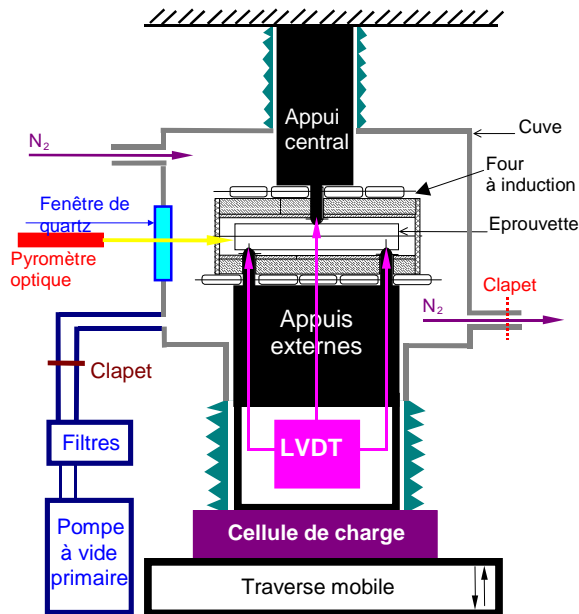 Appui
central
N2
Cuve
Four
à induction
Fenêtre de
quartz
Eprouvette
Pyromètre
optique
Clapet
N2
Appuis
externes
Clapet
Filtres
LVDT
Pompe
à vide
primaire
Cellule de charge
Traverse mobile